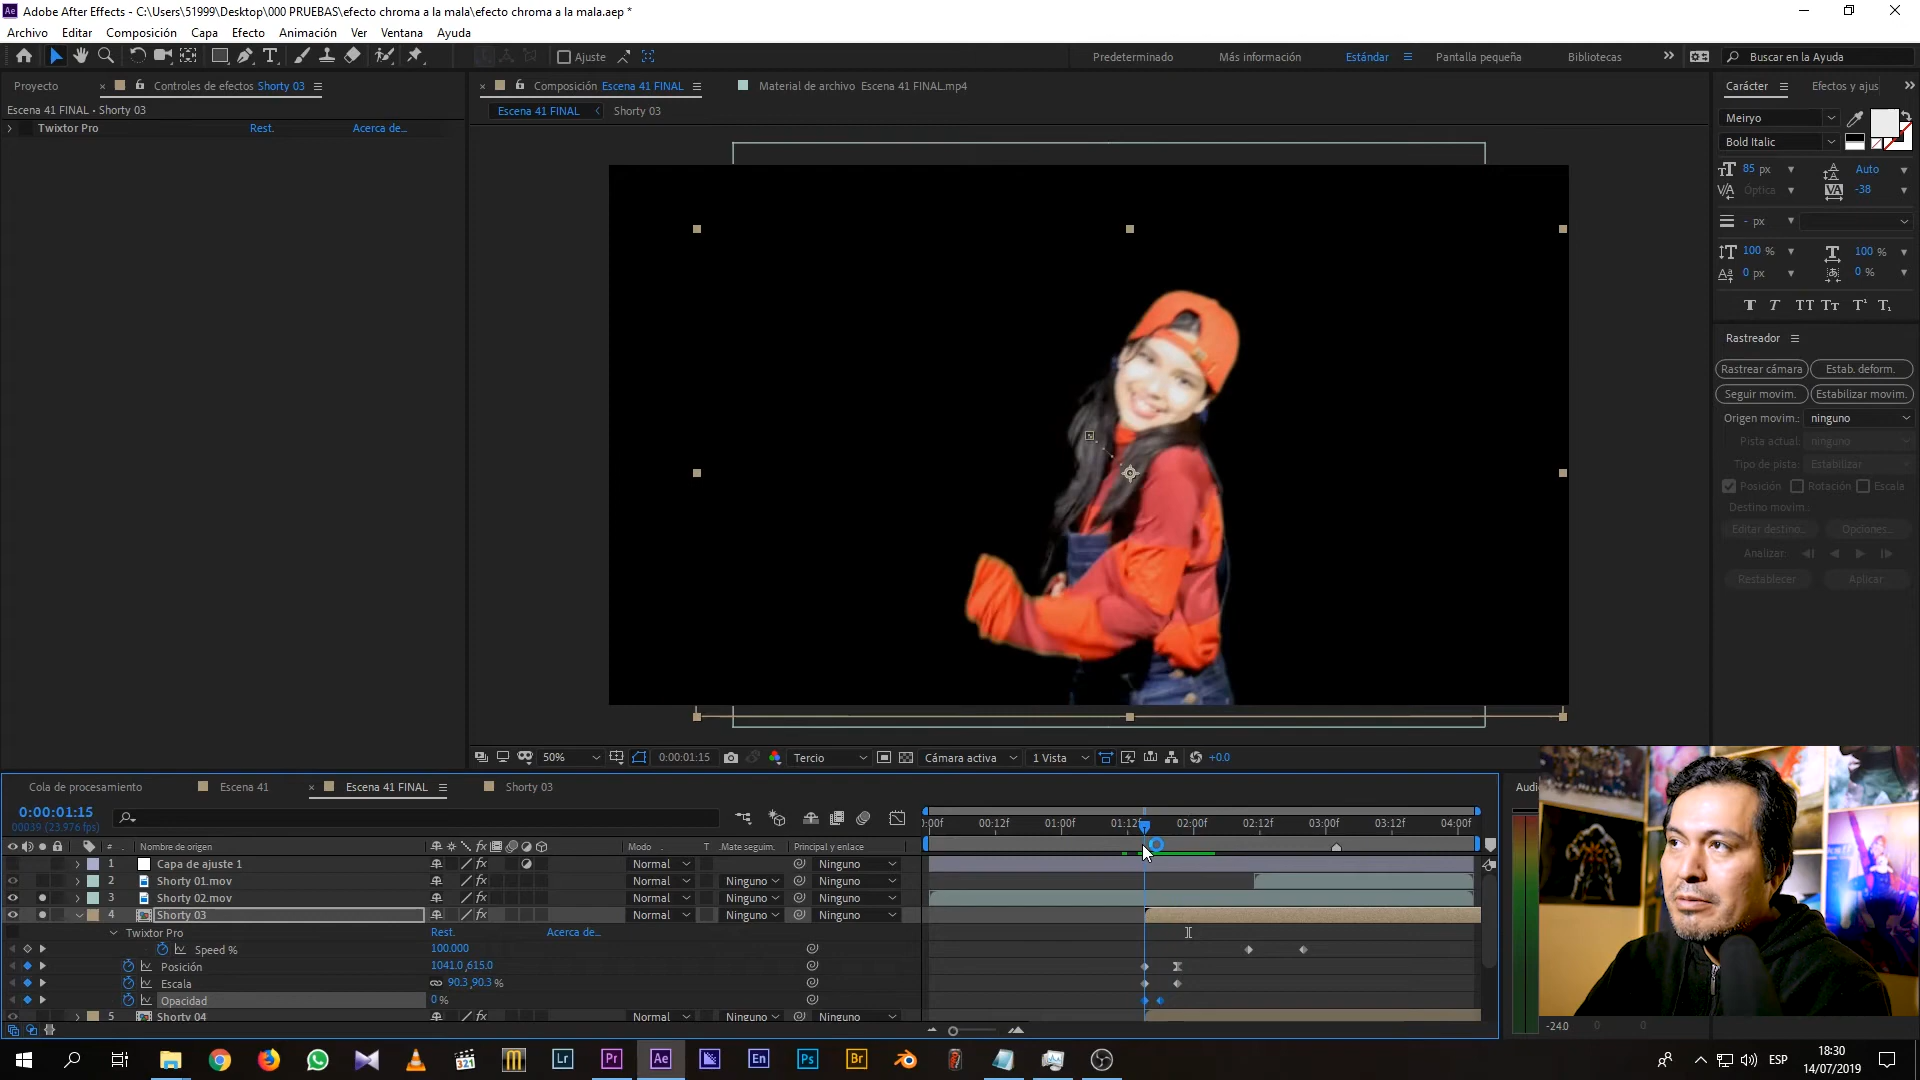 Adobe After Effects - C:\Users\51999\Desktop\000 PRUEBAS\efecto chroma a la mala\efecto chroma a la mala.aep *
Archivo Editar Composición Capa Efecto Animación Ver Ventana Ayuda
Ajuste Predeterminado Más información Estándar Pantalla pequeña Bibliotecas Buscar en la Ayuda
Proyecto Controles de efectos Shorty 03 Composición Escena 41 FINAL Material de archivo Escena 41 FINAL.mp4 Carácter Efectos y ajus
Escena 41 FINAL • Shorty 03 Escena 41 FINAL Shorty 03
Twixtor Pro Rest. Acerca de...
Meiryo
Bold Italic
85 px Auto
Óptica -38
- px
100 % 100 %
0 px 0 %
Rastreador
Rastrear cámara Estab. deform.
Seguir movim. Estabilizar movim.
Origen movim.: ninguno
Pista actual: ninguno
Tipo de pista: Estabilizar
Posición Rotación Escala
Destino movim.:
Editar destino... Opciones...
Analizar:
Restablecer Aplicar
50% 0:00:01:15 Tercio Cámara activa 1 Vista +0.0
Cola de procesamiento Escena 41 Escena 41 FINAL Shorty 03 Audi
0:00:01:15
00039 (23.976 fps)
:00f 00:12f 01:00f 01:12f 02:00f 02:12f 03:00f 03:12f 04:00f
# Nombre de origen Modo T .Mate seguim. Principal y enlace
1 Capa de ajuste 1 Normal Ninguno
2 Shorty 01.mov Normal Ninguno Ninguno
3 Shorty 02.mov Normal Ninguno Ninguno
4 Shorty 03 Normal Ninguno Ninguno
Twixtor Pro Rest. Acerca de...
Speed % 100.000
Posición 1041.0,615.0
Escala 90.3,90.3 %
Opacidad 0 %
5 Shorty 04 Normal Ninguno Ninguno
-24.0 0 0
321 Lr Pr Ae En Ps Br
ESP
18:30
14/07/2019